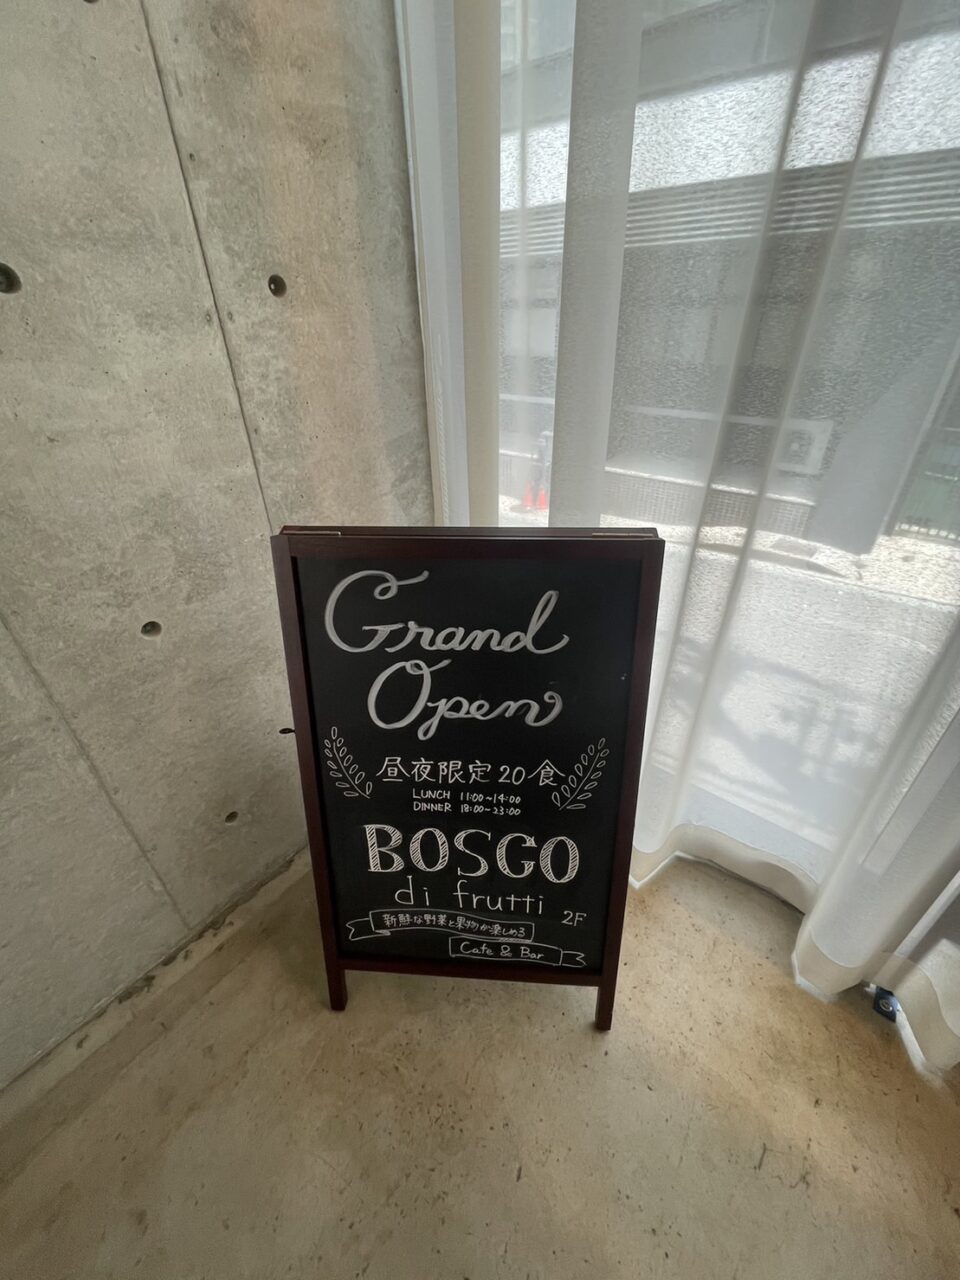 Grand
Open
昼夜限定20食
LUNCH 11:00~14:00
DINNER 18:00~23:00
BOSCO
di frutti
2F
新鮮な野菜と果物が楽しめる
Cafe & Bar